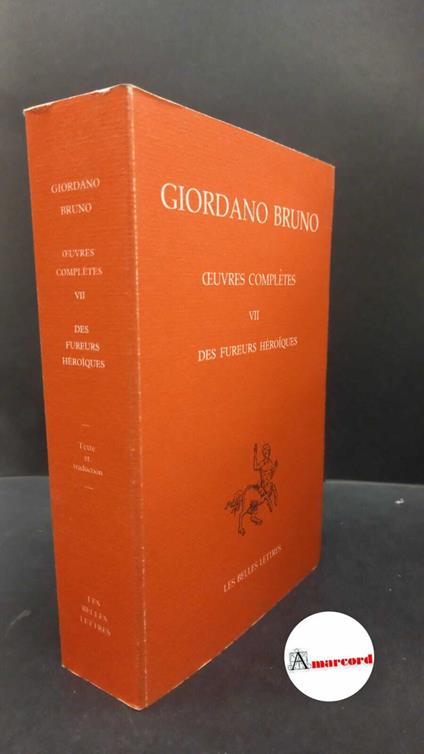 GIORDANO
BRUNO
ŒUVRES
COMPLÈTES
VII
DES
FUREURS
HÉROÏQUES
Texte
et
traduction
LES
BELLES
LETTRES
GIORDANO BRUNO
ŒUVRES COMPLÈTES
VII
DES FUREURS HÉROÏQUES
LES BELLES LETTRES
Amarcord